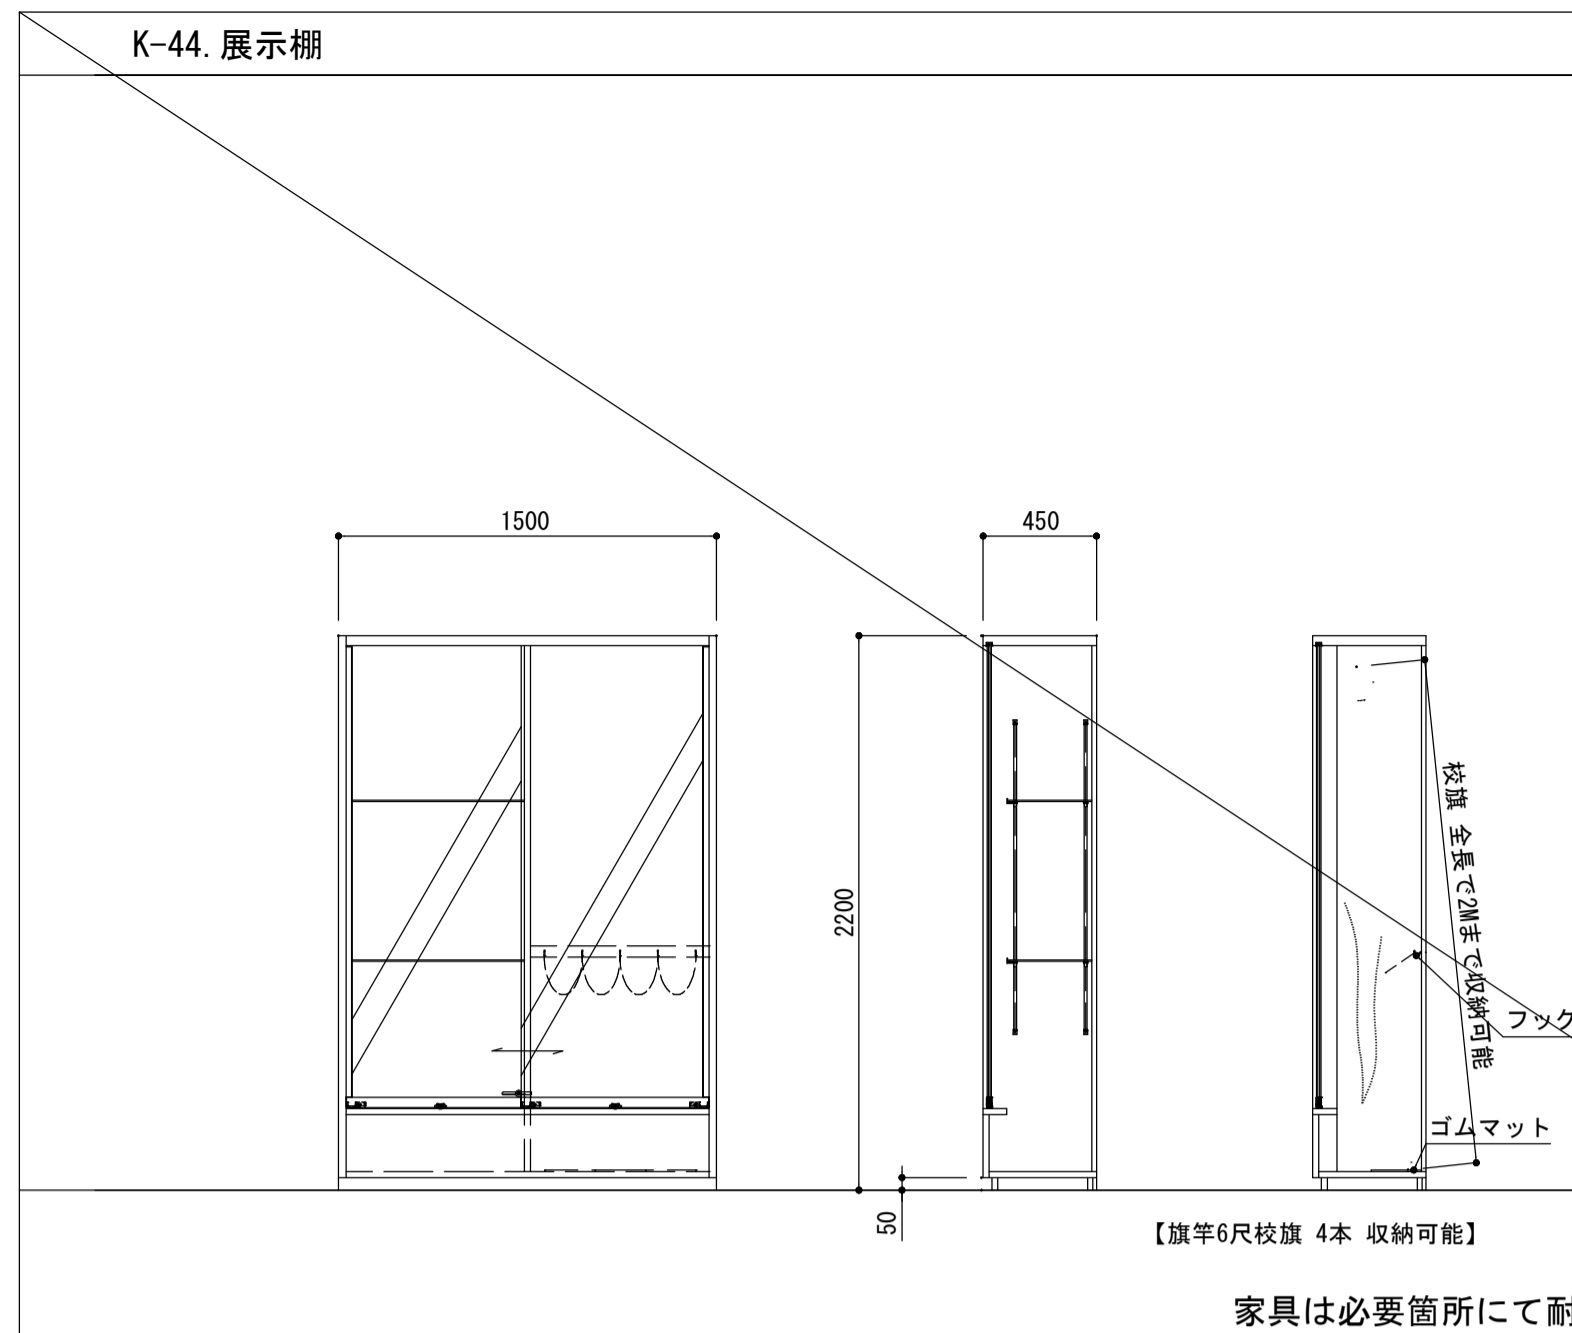 K-44.展示棚
1500
450
2200
50
校旗 全長で2Mまで収納可能
フック
ゴムマット
【旗竿6尺校旗 4本 収納可能】
家具は必要箇所にて耐